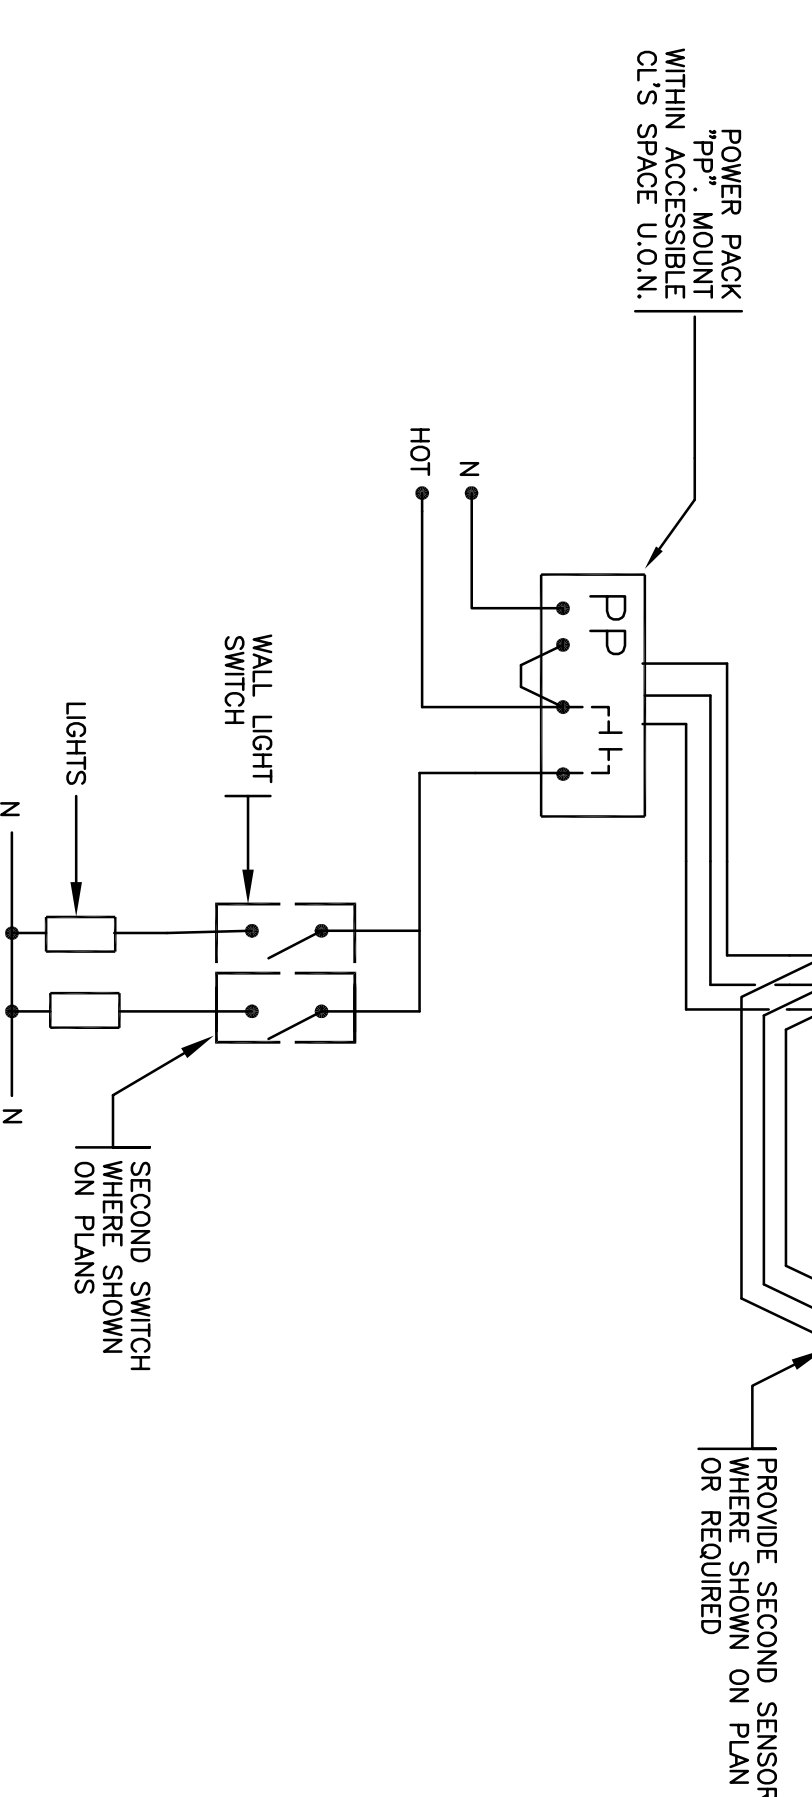 POWER PACK
"PP". MOUNT
WITHIN ACCESSIBLE
CL'S SPACE U.O.N.
PP
N
HOT
WALL LIGHT
SWITCH
LIGHTS
N
N
SECOND SWITCH
WHERE SHOWN
ON PLANS
PROVIDE SECOND SENSOR
WHERE SHOWN ON PLAN
OR REQUIRED